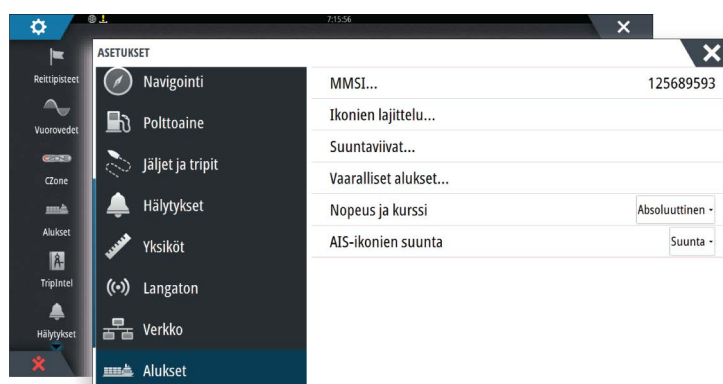 7:15:56
Reittipisteet
Vuorovedet
CZONE
CZone
Alukset
TripIntel
Hälytykset
ASETUKSET
Navigointi
Polttoaine
Jäljet ja tripit
Hälytykset
Yksiköt
Langaton
Verkko
Alukset
MMSI... 125689593
Ikonien lajittelu...
Suuntaviivat...
Vaaralliset alukset...
Nopeus ja kurssi Absoluuttinen
AIS-ikonien suunta Suunta